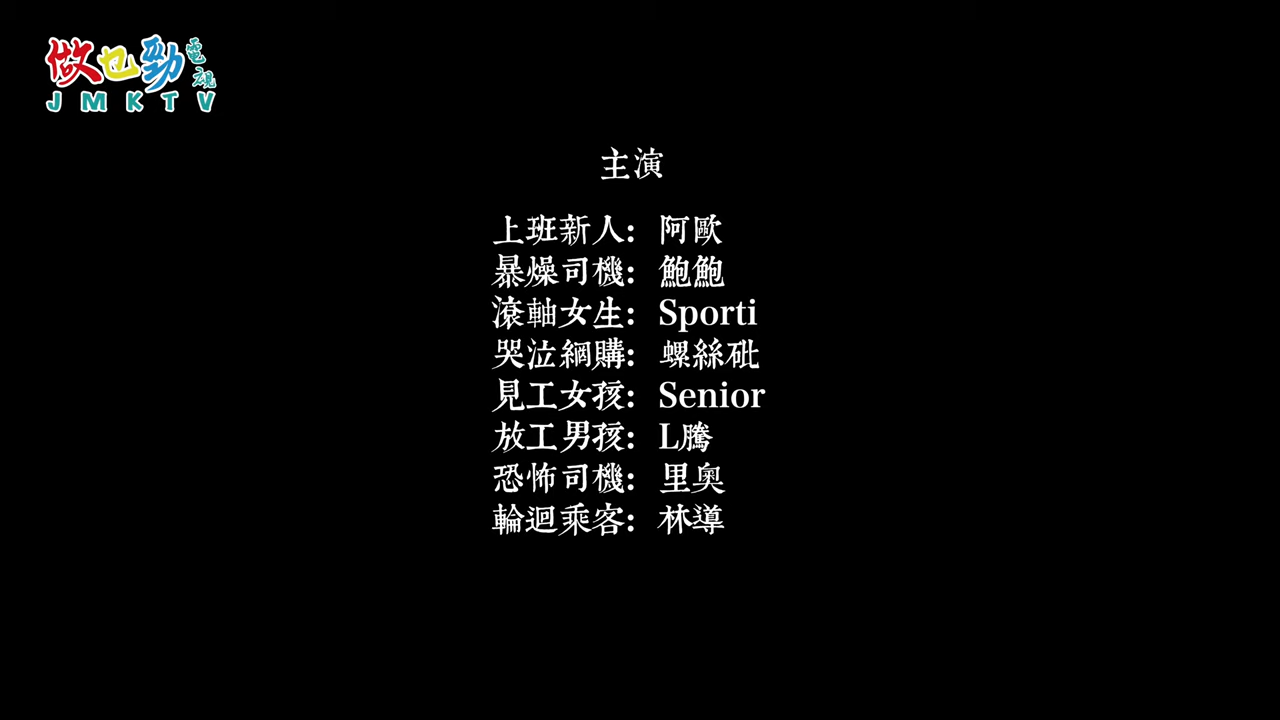 做乜勁電視
JMKTV
主演
上班新人：阿歐
暴燥司機：鮑鮑
滾軸女生：Sporti
哭泣網購：螺絲砒
見工女孩：Senior
放工男孩：L騰
恐怖司機：里奧
輪迴乘客：林導